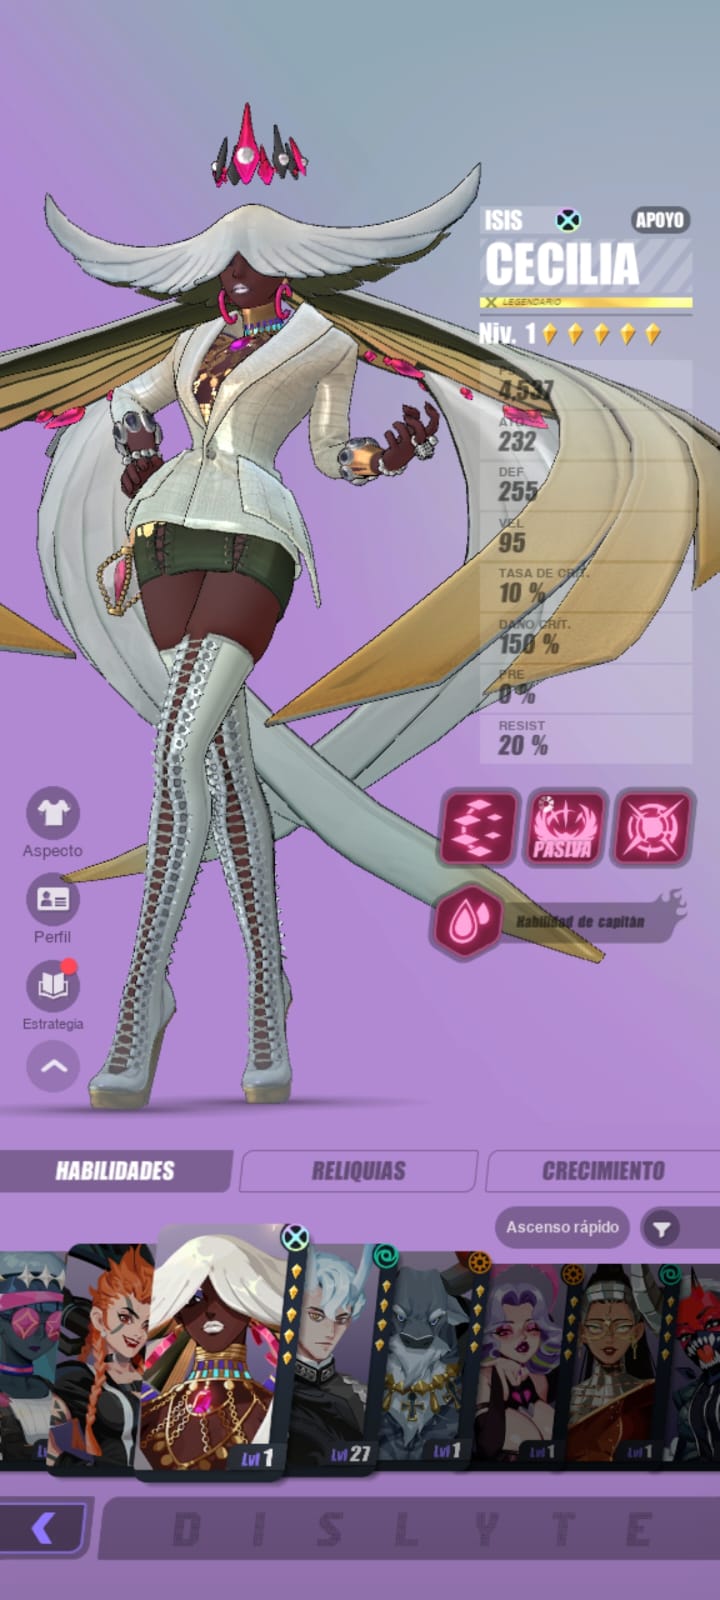 ISIS
APOYO
CECILIA
LEGENDARIO
Niv. 1
4,537
ATQ
232
DEF
255
VEL
95
TASA DE CRÍT.
10 %
DAÑO CRÍT.
150 %
PRE
0 %
RESIST
20 %
PASIVA
Habilidad de capitán
Aspecto
Perfil
Estrategia
HABILIDADES
RELIQUIAS
CRECIMIENTO
Ascenso rápido
Lvl 1
Lvl 27
Lvl 1
Lvl 1
Lvl 1
DISLYTE